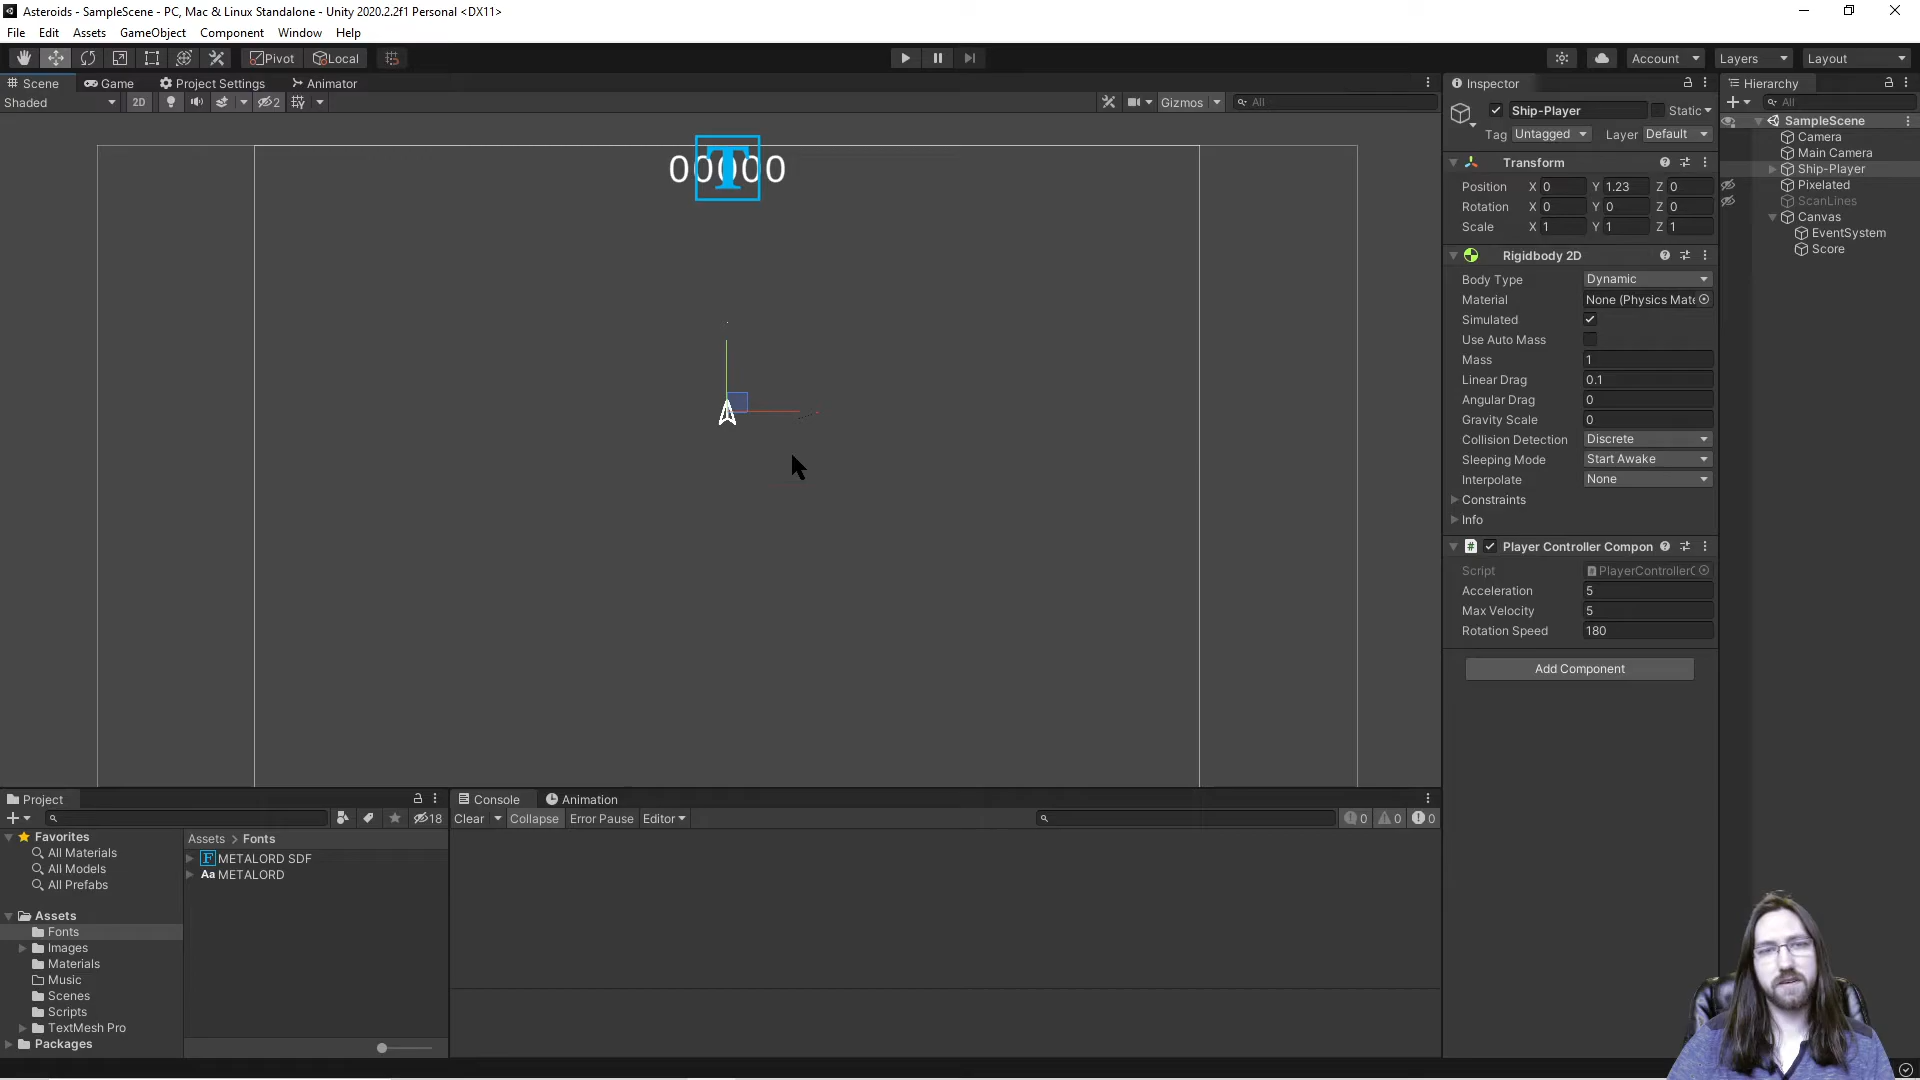 Asteroids - SampleScene - PC, Mac & Linux Standalone - Unity 2020.2.2f1 Personal <DX11>
File Edit Assets GameObject Component Window Help
Pivot Local Account Layers Layout
Scene Game Project Settings Animator
Shaded 2D 2 Gizmos All
00000
T
Inspector
Ship-Player Static
Tag Untagged Layer Default
Transform
Position X 0 Y 1.23 Z 0
Rotation X 0 Y 0 Z 0
Scale X 1 Y 1 Z 1
Rigidbody 2D
Body Type Dynamic
Material None (Physics Mate
Simulated
Use Auto Mass
Mass 1
Linear Drag 0.1
Angular Drag 0
Gravity Scale 0
Collision Detection Discrete
Sleeping Mode Start Awake
Interpolate None
Constraints
Info
Player Controller Compon
Script PlayerControllerC
Acceleration 5
Max Velocity 5
Rotation Speed 180
Add Component
Hierarchy
All
SampleScene
Camera
Main Camera
Ship-Player
Pixelated
ScanLines
Canvas
EventSystem
Score
Project
18
Favorites
All Materials
All Models
All Prefabs
Assets
Fonts
Images
Materials
Music
Scenes
Scripts
TextMesh Pro
Packages
Assets > Fonts
F METALORD SDF
Aa METALORD
Console Animation
Clear Collapse Error Pause Editor 0 0 0